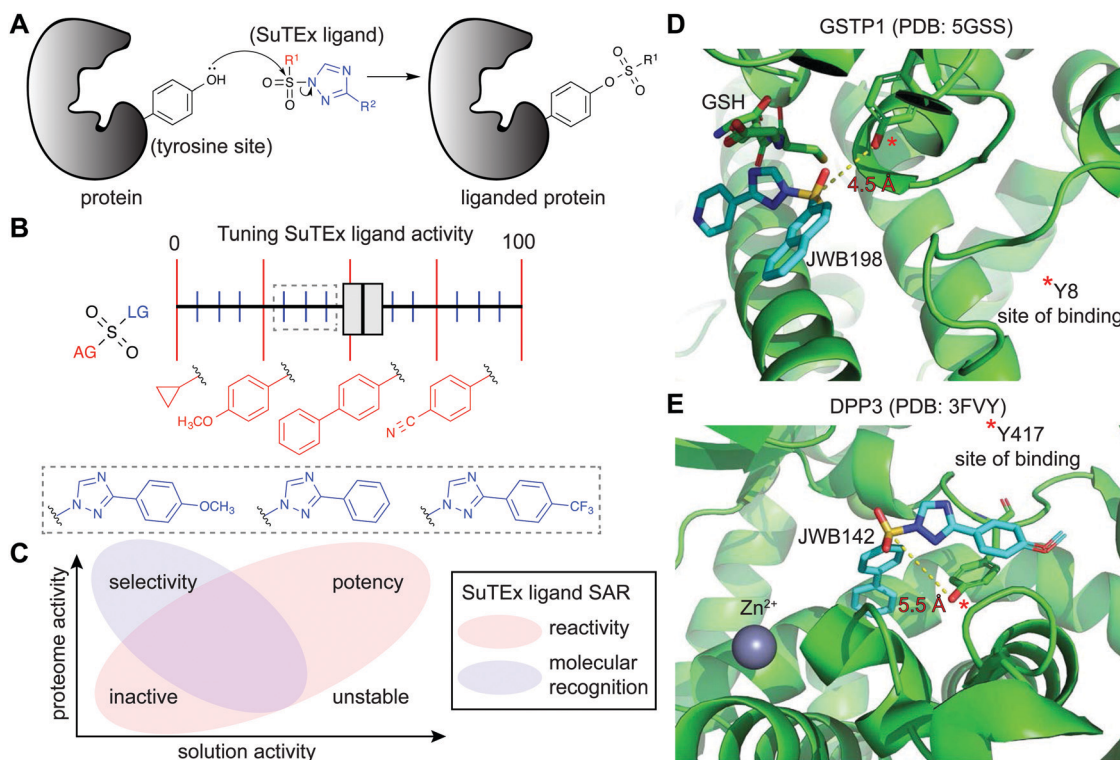 A
(SuTEx ligand)
OH
R¹
O=S–N
O
N
N
R²
(tyrosine site)
protein
O
O
S
R¹
O
liganded protein
B
Tuning SuTEx ligand activity
0
100
O
LG
S
AG
O
H₃CO
N
N
N
N
OCH₃
N
N
N
N
N
N
CF₃
C
proteome activity
selectivity
potency
inactive
unstable
solution activity
SuTEx ligand SAR
reactivity
molecular
recognition
D
GSTP1 (PDB: 5GSS)
GSH
*
4.5 Å
JWB198
*Y8
site of binding
E
DPP3 (PDB: 3FVY)
*Y417
site of binding
JWB142
5.5 Å
*
Zn²⁺